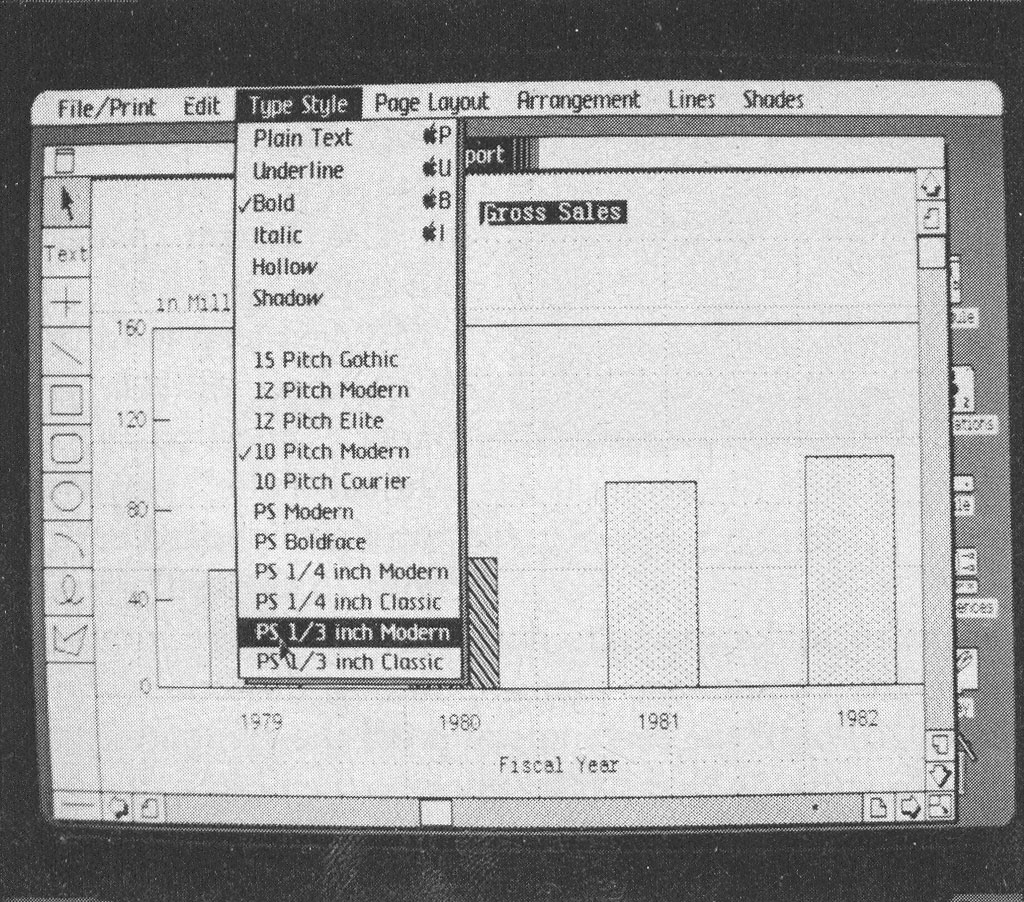 File/Print Edit Type Style Page Layout Arrangement Lines Shades
port
Plain Text P
Underline U
✓Bold B
Italic I
Hollow
Shadow
15 Pitch Gothic
12 Pitch Modern
12 Pitch Elite
✓10 Pitch Modern
10 Pitch Courier
PS Modern
PS Boldface
PS 1/4 inch Modern
PS 1/4 inch Classic
PS 1/3 inch Modern
PS 1/3 inch Classic
Text
Gross Sales
in Mill
160
120
80
40
0
1979 1980 1981 1982
Fiscal Year
ences